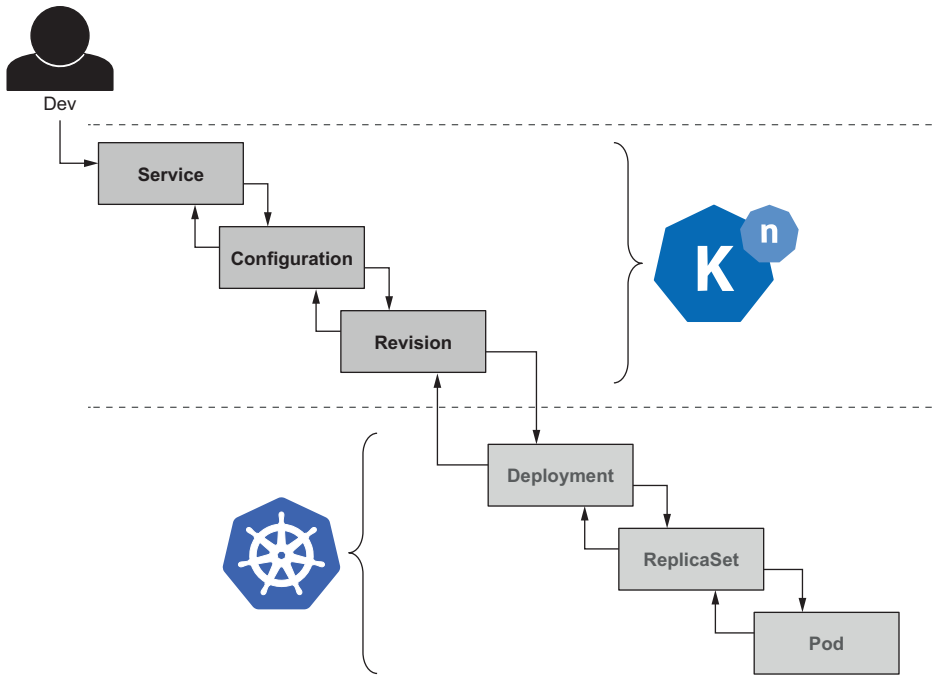 Dev
Service
Configuration
K
n
Revision
Deployment
ReplicaSet
Pod